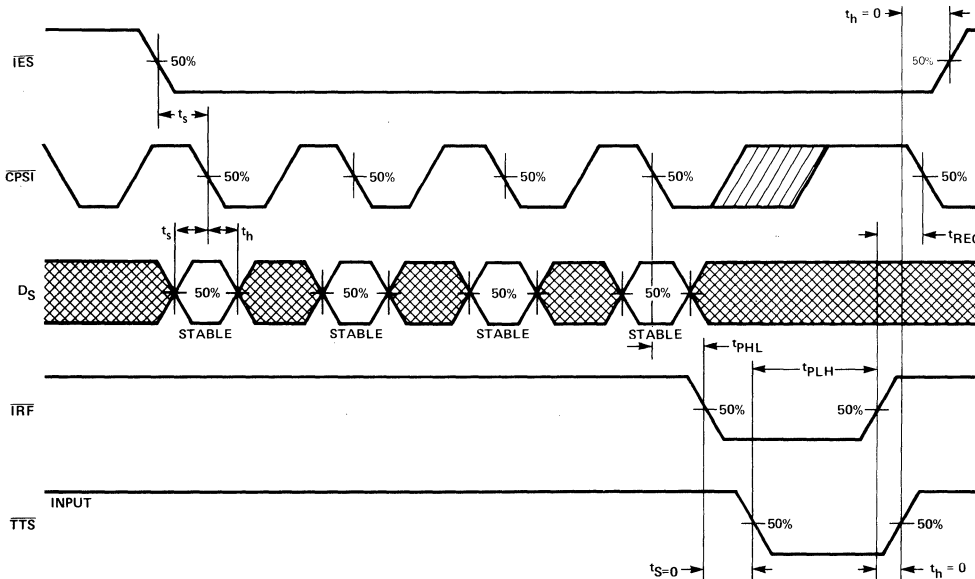 t_h = 0
IES 50% 50%
t_s
CPSI 50% 50% 50% 50% 50%
t_s t_h t_REC
D_S 50% 50% 50% 50%
STABLE STABLE STABLE STABLE
t_PHL
t_PLH
IRF 50% 50%
INPUT
TTS 50% 50%
t_S=0 t_h = 0